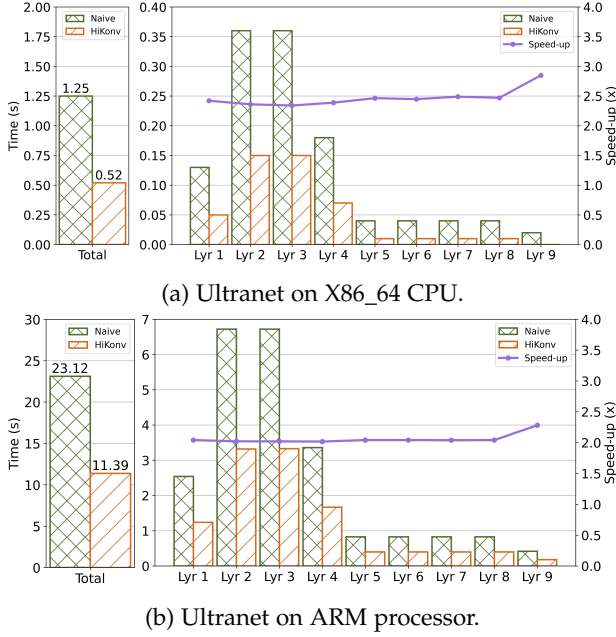 2.00
1.75
1.50
1.25
1.00
0.75
0.50
0.25
0.00
Time (s)
Naive
HiKonv
1.25
0.52
Total
0.40
0.35
0.30
0.25
0.20
0.15
0.10
0.05
0.00
Naive
HiKonv
Speed-up
4.0
3.5
3.0
2.5
2.0
1.5
1.0
0.5
0.0
Speed-up (x)
Lyr 1 Lyr 2 Lyr 3 Lyr 4 Lyr 5 Lyr 6 Lyr 7 Lyr 8 Lyr 9
(a) Ultranet on X86_64 CPU.
30
25
20
15
10
5
0
Time (s)
Naive
HiKonv
23.12
11.39
Total
7
6
5
4
3
2
1
0
Naive
HiKonv
Speed-up
4.0
3.5
3.0
2.5
2.0
1.5
1.0
0.5
0.0
Speed-up (x)
Lyr 1 Lyr 2 Lyr 3 Lyr 4 Lyr 5 Lyr 6 Lyr 7 Lyr 8 Lyr 9
(b) Ultranet on ARM processor.